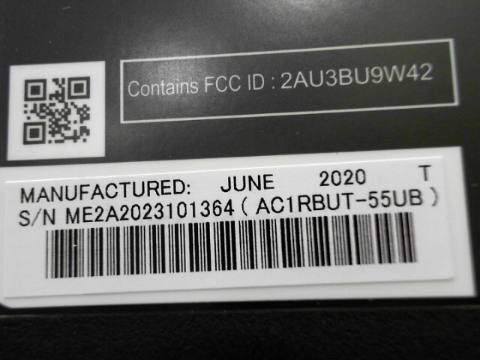 Contains FCC ID : 2AU3BU9W42
MANUFACTURED: JUNE 2020 T
S/N ME2A2023101364 ( AC1RBUT-55UB )